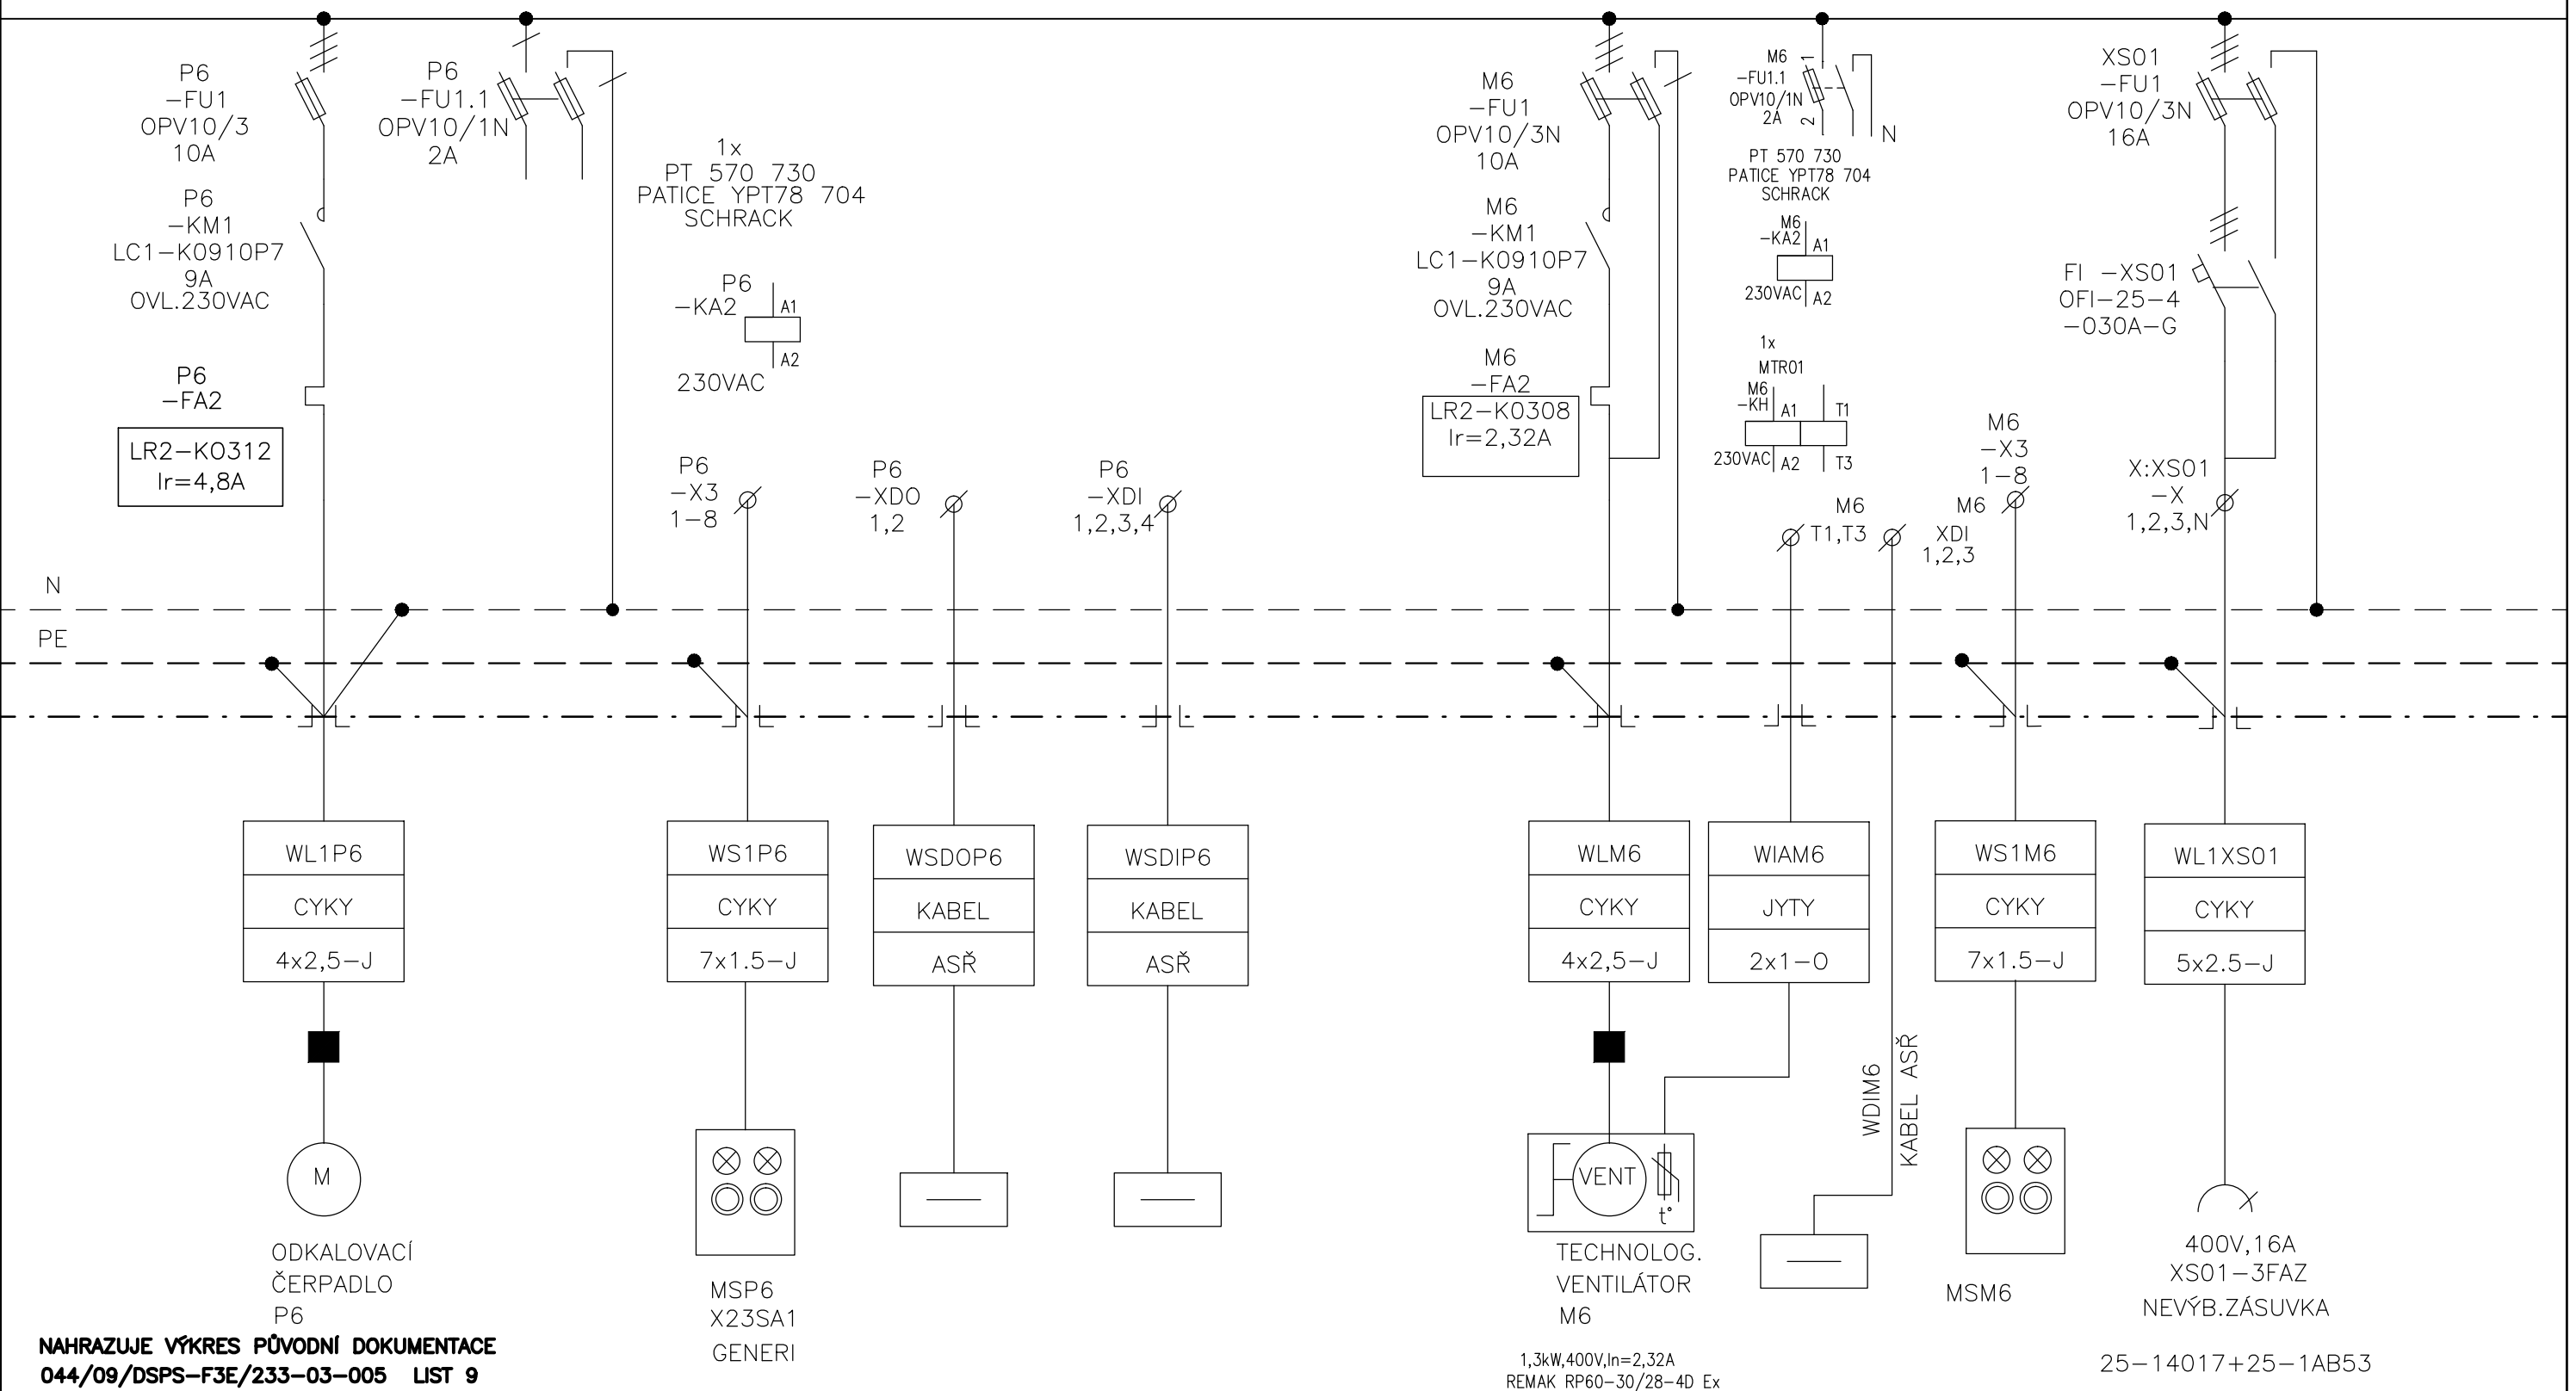 P6
-FU1
OPV10/3
10A
P6
-KM1
LC1-K0910P7
9A
OVL.230VAC
P6
-FA2
LR2-K0312
Ir=4,8A
P6
-FU1.1
OPV10/1N
2A
1x
PT 570 730
PATICE YPT78 704
SCHRACK
P6
-KA2
A1
A2
230VAC
P6
-X3
1-8
P6
-XDO
1,2
P6
-XDI
1,2,3,4
M6
-FU1
OPV10/3N
10A
M6
-KM1
LC1-K0910P7
9A
OVL.230VAC
M6
-FA2
LR2-K0308
Ir=2,32A
M6
-FU1.1
OPV10/1N
2A
1
2
N
PT 570 730
PATICE YPT78 704
SCHRACK
M6
-KA2
A1
230VAC
A2
1x
MTR01
M6
-KH
A1
T1
230VAC
A2
T3
M6
T1,T3
M6
XDI
1,2,3
M6
-X3
1-8
XS01
-FU1
OPV10/3N
16A
FI -XS01
OFI-25-4
-030A-G
X:XS01
-X
1,2,3,N
N
PE
WL1P6
CYKY
4x2,5-J
WS1P6
CYKY
7x1.5-J
WSDOP6
KABEL
ASŘ
WSDIP6
KABEL
ASŘ
WLM6
CYKY
4x2,5-J
WIAM6
JYTY
2x1-O
WS1M6
CYKY
7x1.5-J
WL1XS01
CYKY
5x2.5-J
WDIM6
KABEL ASŘ
M
ODKALOVACÍ
ČERPADLO
P6
MSP6
X23SA1
GENERI
VENT
t°
TECHNOLOG.
VENTILÁTOR
M6
1,3kW,400V,In=2,32A
REMAK RP60-30/28-4D Ex
MSM6
400V,16A
XS01-3FAZ
NEVÝB.ZÁSUVKA
25-14017+25-1AB53
NAHRAZUJE VÝKRES PŮVODNÍ DOKUMENTACE
044/09/DSPS-F3E/233-03-005 LIST 9